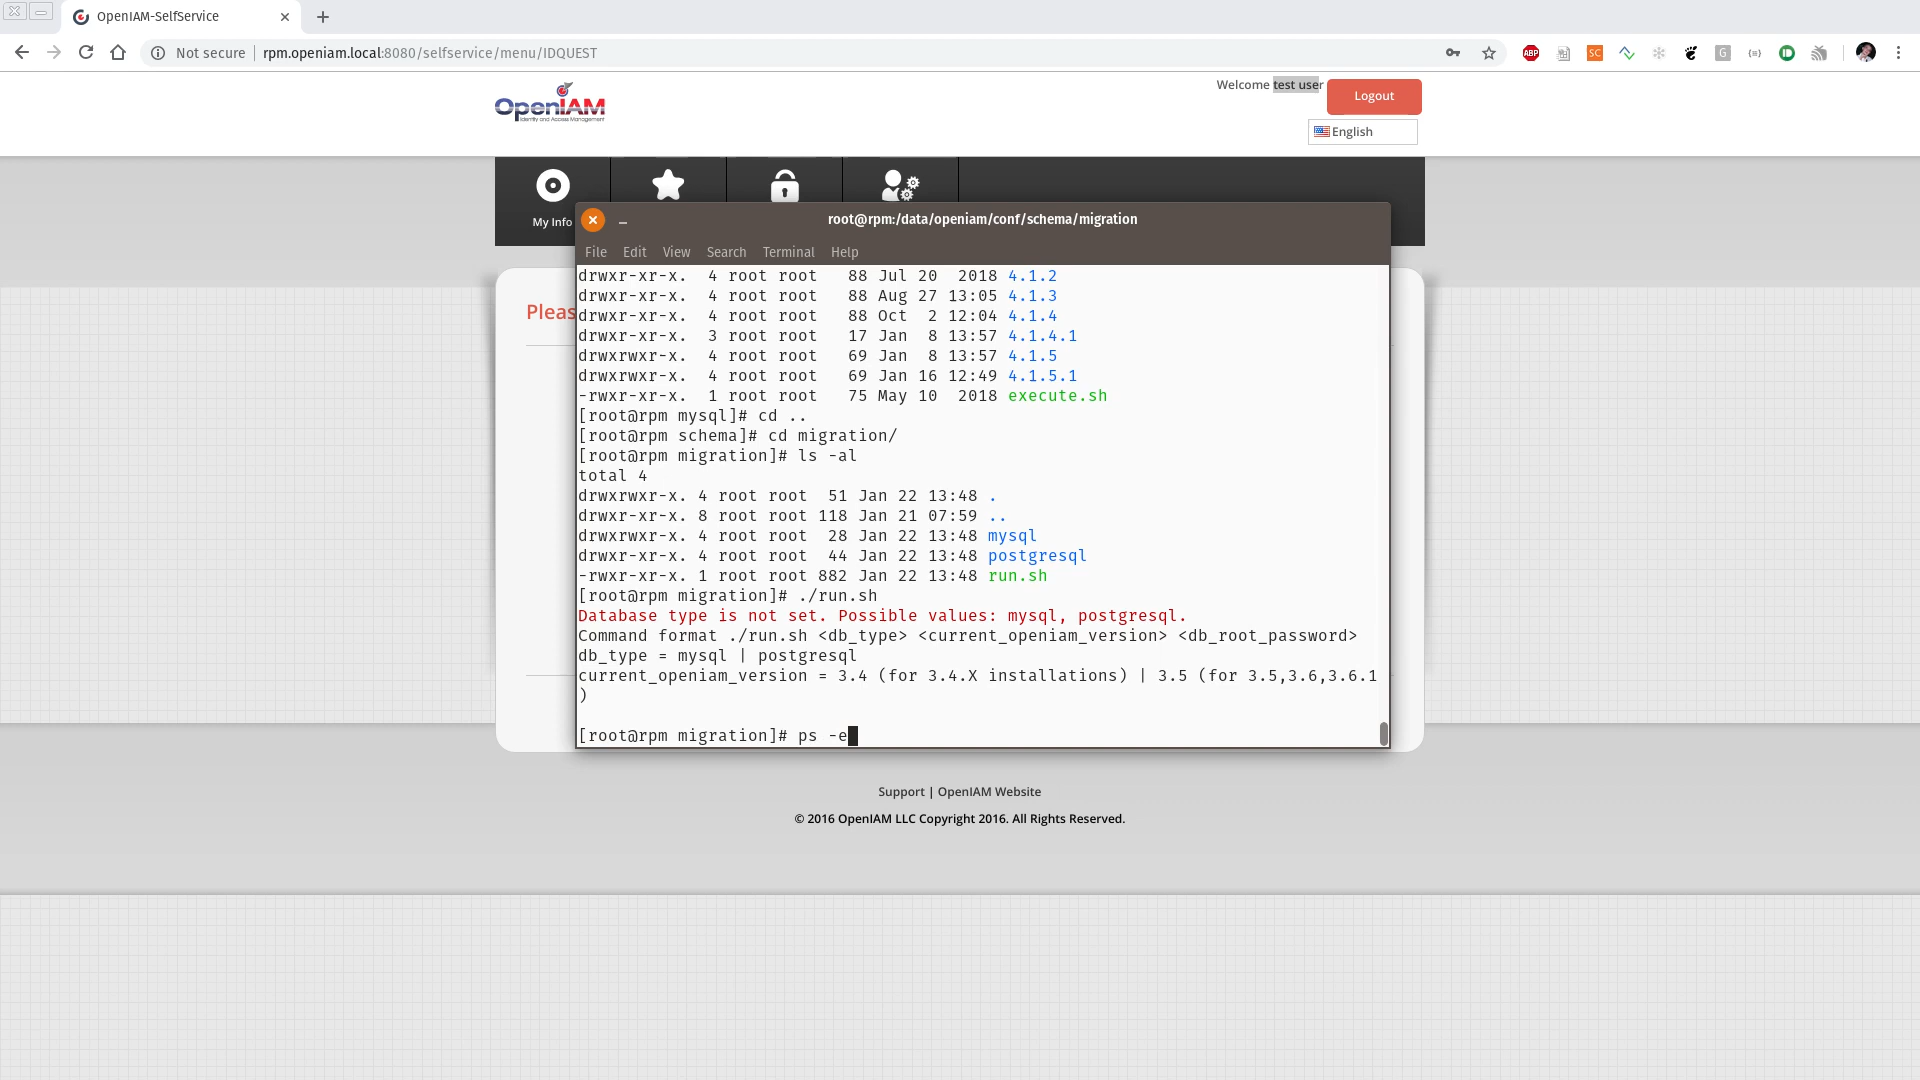 OpenIAM-SelfService
Not secure rpm.openiam.local:8080/selfservice/menu/IDQUEST
ABP
SC
G
OpenIAM
Identity and Access Management
Welcome test user
Logout
English
My Info
Pleas
root@rpm:/data/openiam/conf/schema/migration
File Edit View Search Terminal Help
drwxr-xr-x.  4 root root   88 Jul 20  2018 4.1.2
drwxr-xr-x.  4 root root   88 Aug 27 13:05 4.1.3
drwxr-xr-x.  4 root root   88 Oct  2 12:04 4.1.4
drwxr-xr-x.  3 root root   17 Jan  8 13:57 4.1.4.1
drwxrwxr-x.  4 root root   69 Jan  8 13:57 4.1.5
drwxrwxr-x.  4 root root   69 Jan 16 12:49 4.1.5.1
-rwxr-xr-x.  1 root root   75 May 10  2018 execute.sh
[root@rpm mysql]# cd ..
[root@rpm schema]# cd migration/
[root@rpm migration]# ls -al
total 4
drwxrwxr-x. 4 root root  51 Jan 22 13:48 .
drwxr-xr-x. 8 root root 118 Jan 21 07:59 ..
drwxrwxr-x. 4 root root  28 Jan 22 13:48 mysql
drwxr-xr-x. 4 root root  44 Jan 22 13:48 postgresql
-rwxr-xr-x. 1 root root 882 Jan 22 13:48 run.sh
[root@rpm migration]# ./run.sh
Database type is not set. Possible values: mysql, postgresql.
Command format ./run.sh <db_type> <current_openiam_version> <db_root_password>
db_type = mysql | postgresql
current_openiam_version = 3.4 (for 3.4.X installations) | 3.5 (for 3.5,3.6,3.6.1
)
[root@rpm migration]# ps -e
Support | OpenIAM Website
© 2016 OpenIAM LLC Copyright 2016. All Rights Reserved.